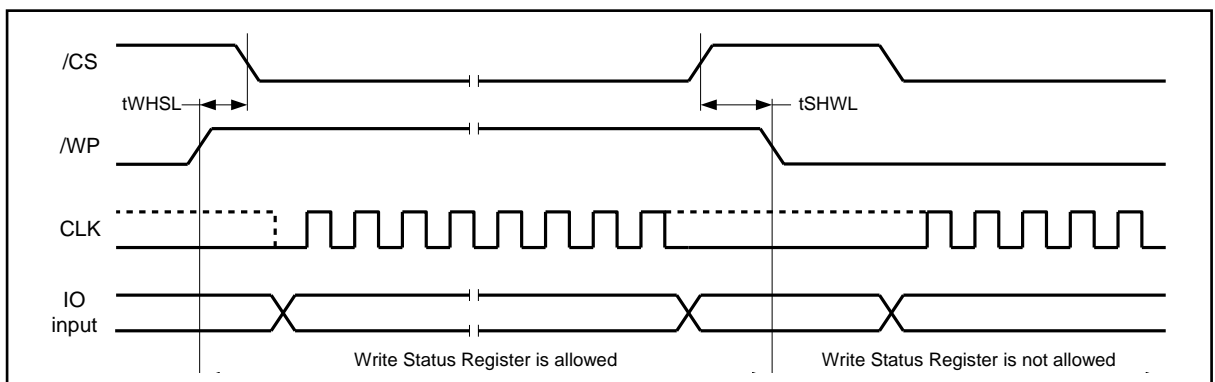 /CS
tWHSL
tSHWL
/WP
CLK
IO
input
Write Status Register is allowed
Write Status Register is not allowed